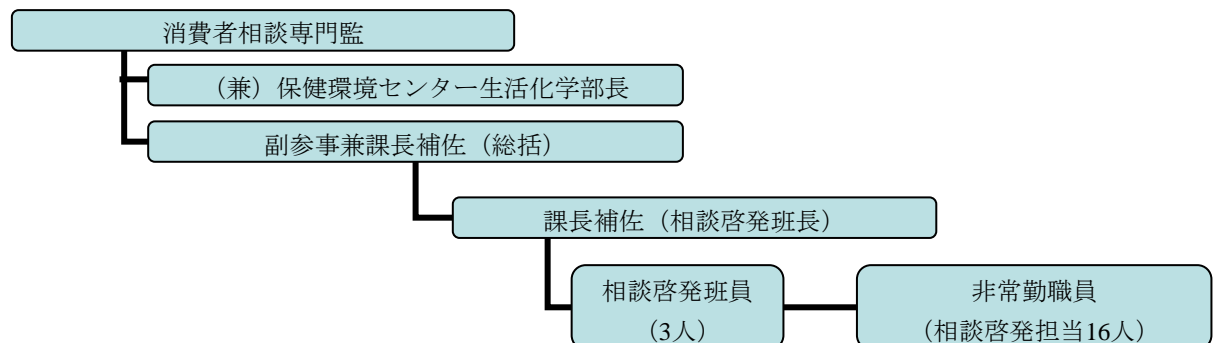 消費者相談専門監
（兼）保健環境センター生活化学部長
副参事兼課長補佐（総括）
課長補佐（相談啓発班長）
相談啓発班員
（3人）
非常勤職員
（相談啓発担当16人）